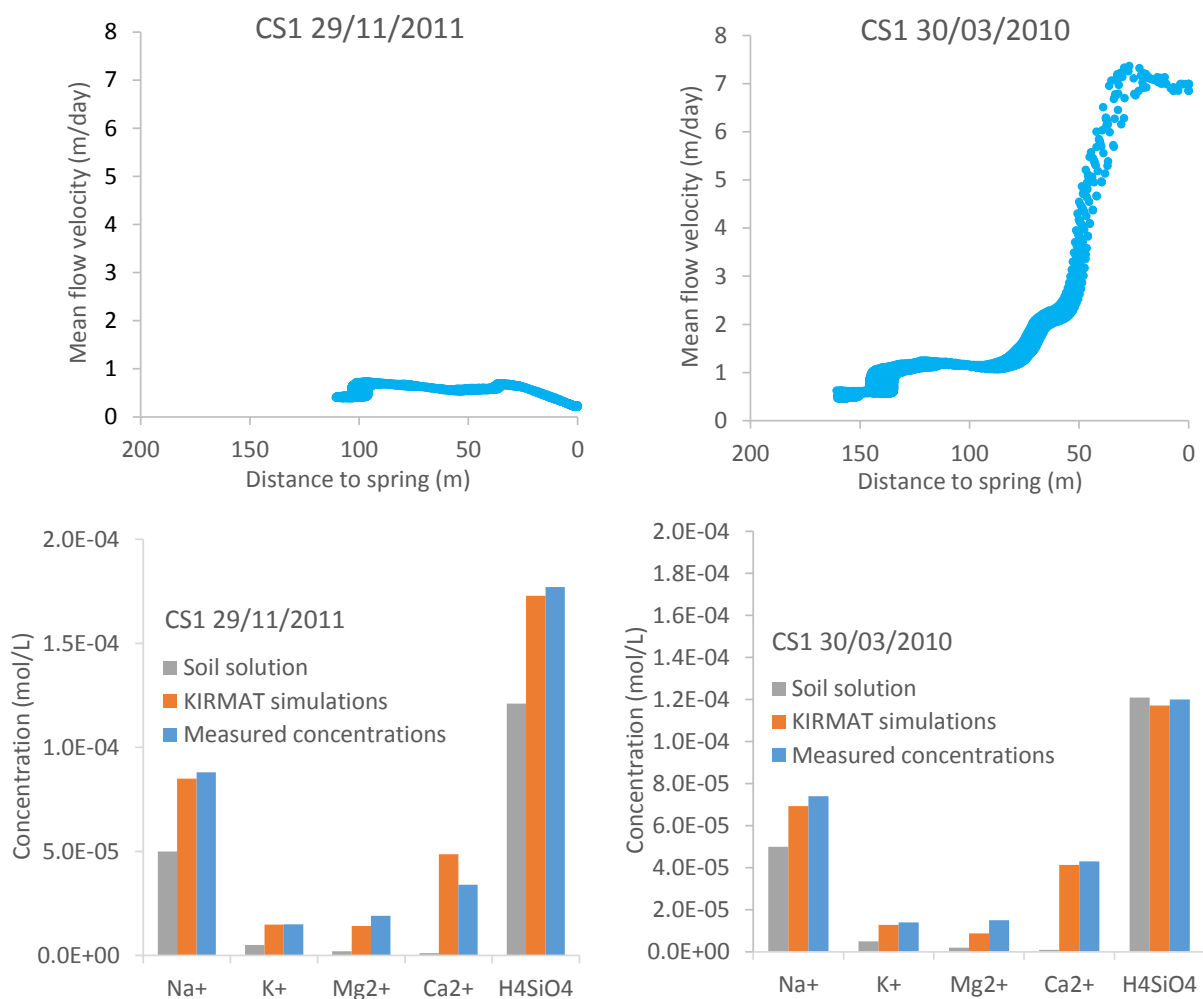 CS1 29/11/2011
Mean flow velocity (m/day)
8
7
6
5
4
3
2
1
0
200 150 100 50 0
Distance to spring (m)
CS1 30/03/2010
Mean flow velocity (m/day)
8
7
6
5
4
3
2
1
0
200 150 100 50 0
Distance to spring (m)
Concentration (mol/L)
2.0E-04
1.5E-04
1.0E-04
5.0E-05
0.0E+00
CS1 29/11/2011
Soil solution
KIRMAT simulations
Measured concentrations
Na+ K+ Mg2+ Ca2+ H4SiO4
Concentration (mol/L)
2.0E-04
1.8E-04
1.6E-04
1.4E-04
1.2E-04
1.0E-04
8.0E-05
6.0E-05
4.0E-05
2.0E-05
0.0E+00
CS1 30/03/2010
Soil solution
KIRMAT simulations
Measured concentrations
Na+ K+ Mg2+ Ca2+ H4SiO4